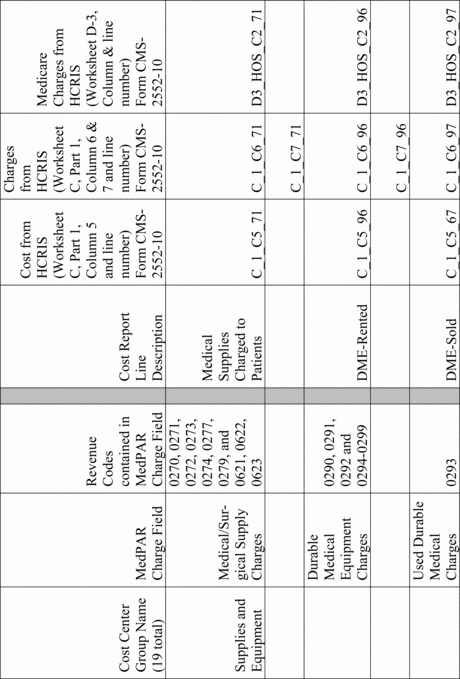 Cost Center
Group Name
(19 total)
MedPAR
Charge Field
Revenue
Codes
contained in
MedPAR
Charge Field
Cost Report
Line
Description
Cost from
HCRIS
(Worksheet
C, Part 1,
Column 5
and line
number)
Form CMS-
2552-10
Charges
from
HCRIS
(Worksheet
C, Part 1,
Column 6 &
7 and line
number)
Form CMS-
2552-10
Medicare
Charges from
HCRIS
(Worksheet D-3,
Column & line
number)
Form CMS-
2552-10
Supplies and
Equipment
Medical/Sur-
gical Supply
Charges
0270, 0271,
0272, 0273,
0274, 0277,
0279, and
0621, 0622,
0623
Medical
Supplies
Charged to
Patients
C_1_C5_71
C_1_C6_71
D3_HOS_C2_71
C_1_C7_71
Durable
Medical
Equipment
Charges
0290, 0291,
0292 and
0294-0299
DME-Rented
C_1_C5_96
C_1_C6_96
D3_HOS_C2_96
C_1_C7_96
Used Durable
Medical
Charges
0293
DME-Sold
C_1_C5_67
C_1_C6_97
D3_HOS_C2_97